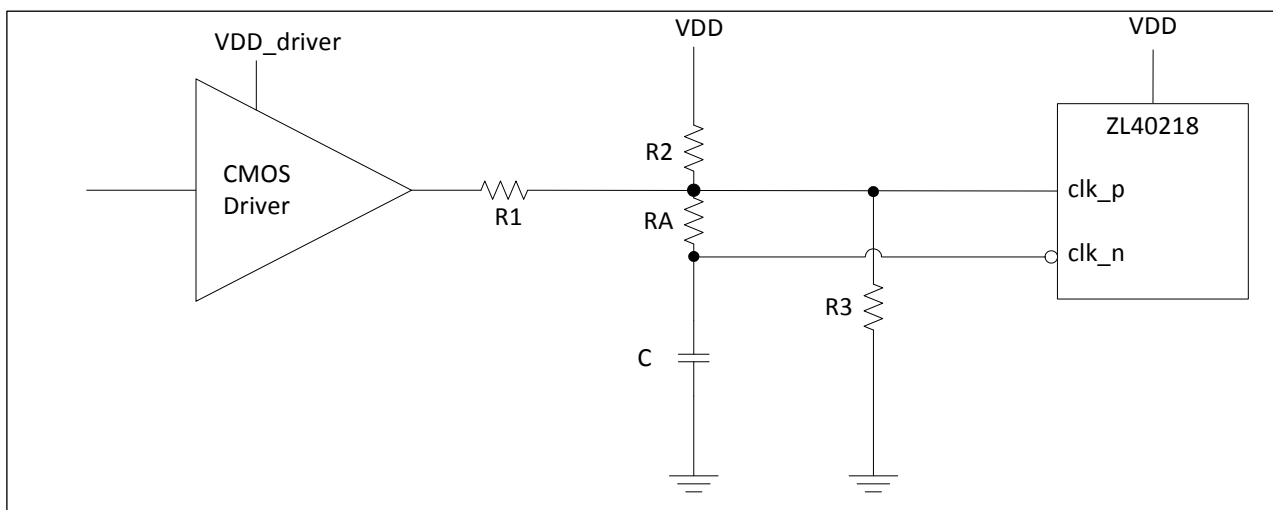 VDD_driver
VDD
VDD
CMOS
Driver
R1
R2
RA
C
R3
ZL40218
clk_p
clk_n